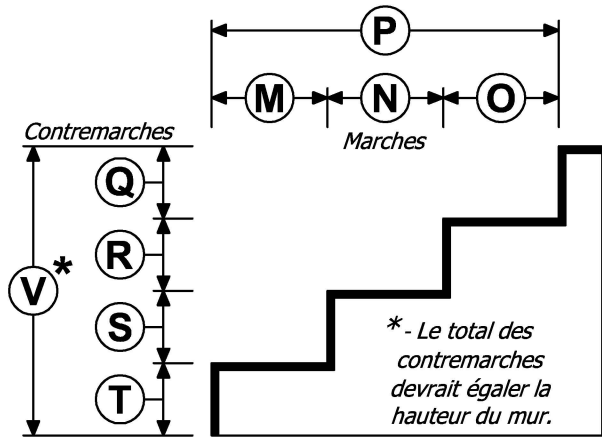 P
M N O
Contremarches
Marches
Q
R
V*
S
T
* - Le total des
contremarches
devrait égaler la
hauteur du mur.